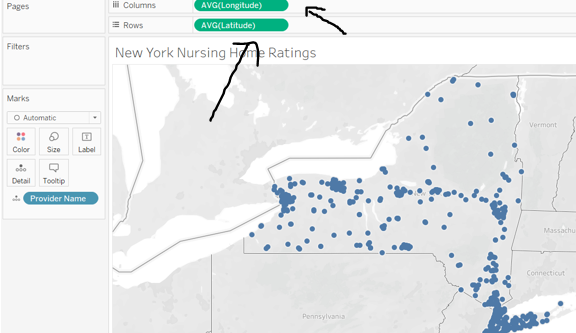 Pages
Columns
AVG(Longitude)
Rows
AVG(Latitude)
Filters
New York Nursing Home Ratings
Marks
Automatic
Color
Size
Label
Detail
Tooltip
Provider Name
Vermont
Massachu
Connecticut
Pennsylvania